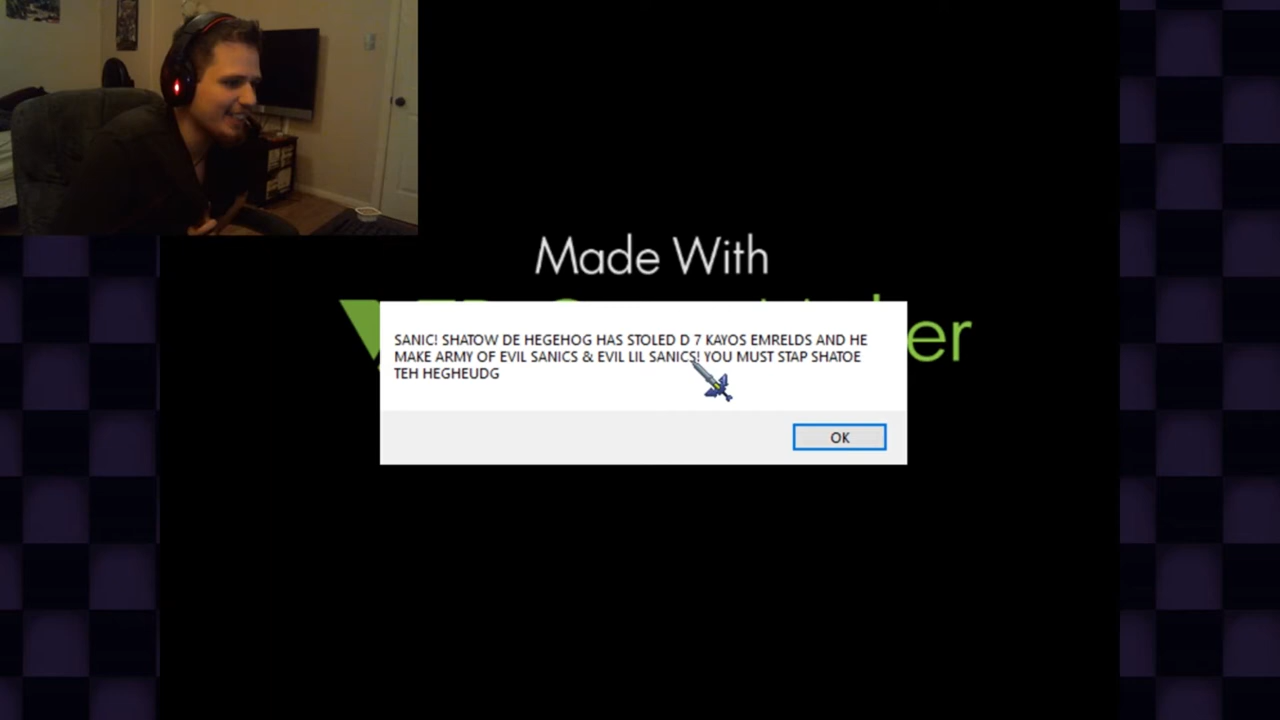 Made With
er
SANIC! SHATOW DE HEGEHOG HAS STOLED D 7 KAYOS EMRELDS AND HE
MAKE ARMY OF EVIL SANICS & EVIL LIL SANICS! YOU MUST STAP SHATOE
TEH HEGHEUDG
OK